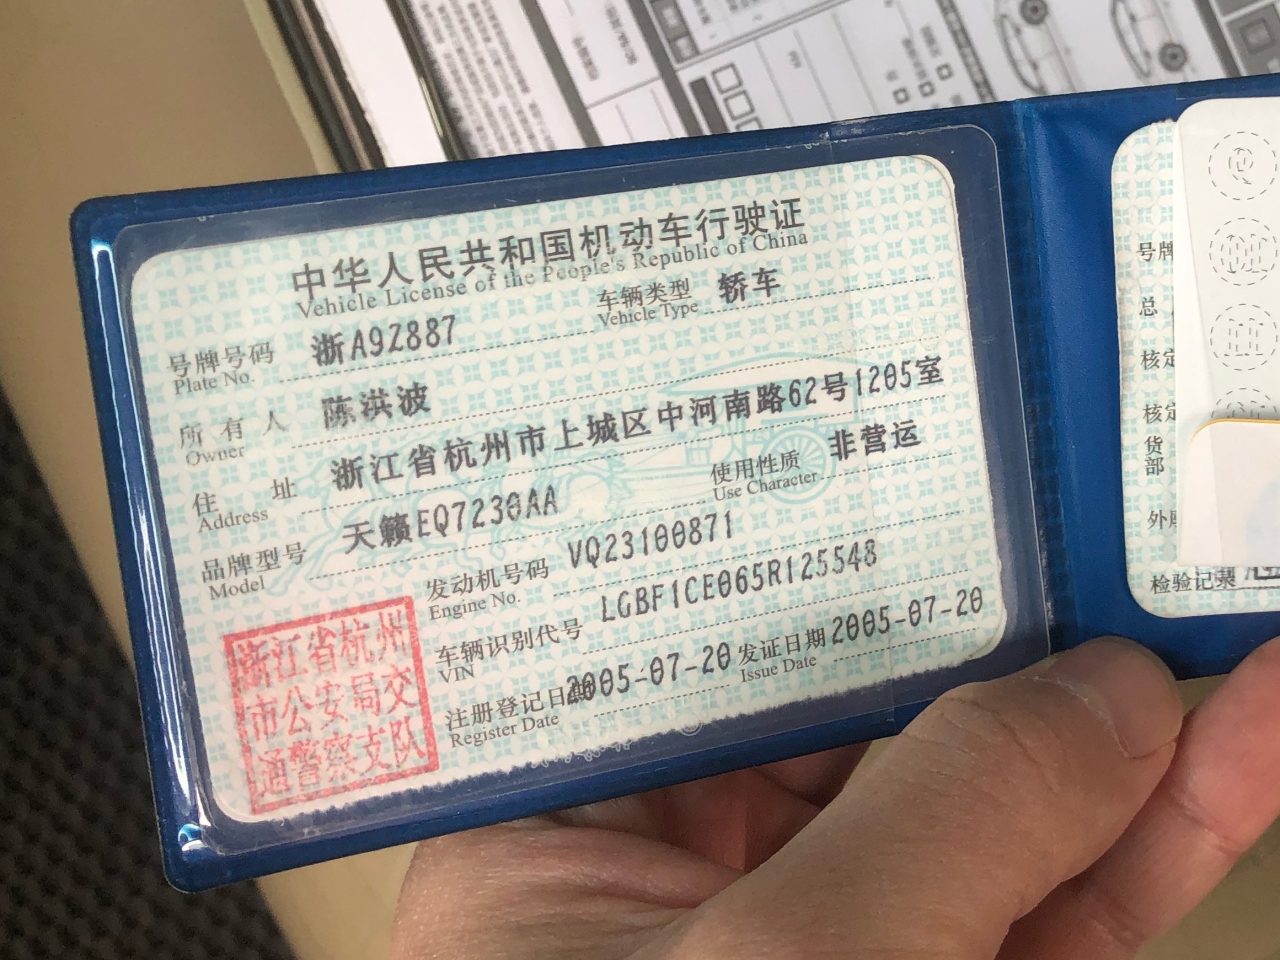 中华人民共和国机动车行驶证
Vehicle License of the People's Republic of China
号牌号码 浙A9Z887 车辆类型 轿车
Plate No. Vehicle Type
所有人 陈洪波
Owner
住址 浙江省杭州市上城区中河南路62号1205室
Address
使用性质 非营运
Use Character
品牌型号 天籁EQ7230AA
Model
发动机号码 VQ23100871
Engine No.
车辆识别代号 LGBF1CE065R125548
VIN
注册登记日期 2005-07-20 发证日期 2005-07-20
Register Date Issue Date
浙江省杭州
市公安局交
通警察支队
号牌
总
核定
核定
货
部
外
检验记录